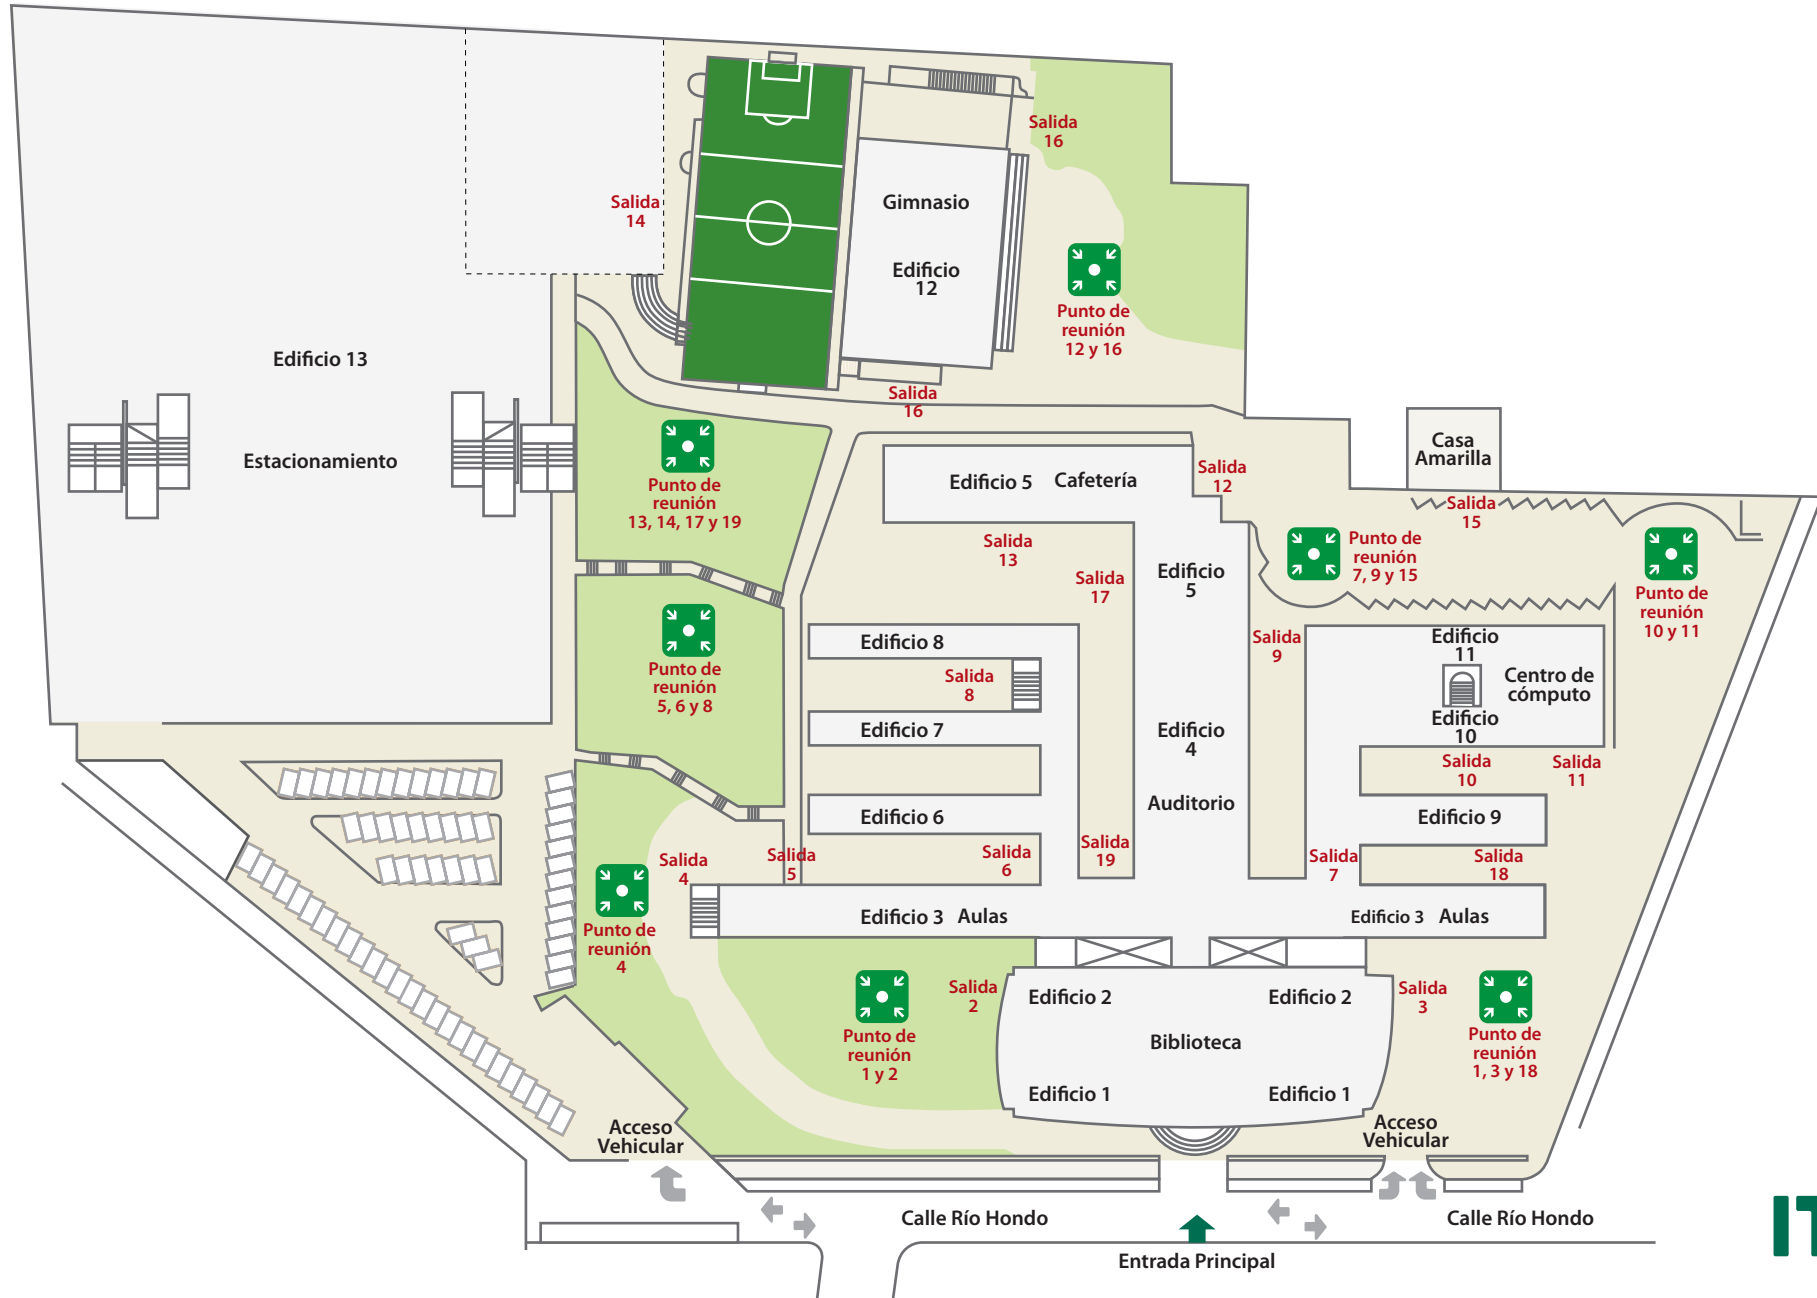 Salida
16
Salida
14
Gimnasio
Edificio
12
Punto de
reunión
12 y 16
Edificio 13
Salida
16
Estacionamiento
Punto de
reunión
13, 14, 17 y 19
Edificio 5 Cafetería
Salida
12
Casa
Amarilla
Salida
15
Salida
13
Salida
17
Edificio
5
Punto de
reunión
7, 9 y 15
Punto de
reunión
10 y 11
Punto de
reunión
5, 6 y 8
Edificio 8
Salida
8
Edificio 7
Salida
9
Edificio
11
Centro de
cómputo
Edificio
10
Edificio
4
Auditorio
Salida
10
Salida
11
Edificio 6
Edificio 9
Salida
4
Salida
5
Salida
6
Salida
19
Salida
7
Salida
18
Punto de
reunión
4
Edificio 3 Aulas
Edificio 3 Aulas
Salida
2
Edificio 2
Edificio 2
Salida
3
Punto de
reunión
1 y 2
Biblioteca
Punto de
reunión
1, 3 y 18
Edificio 1
Edificio 1
Acceso
Vehicular
Acceso
Vehicular
Calle Río Hondo
Calle Río Hondo
Entrada Principal
IT